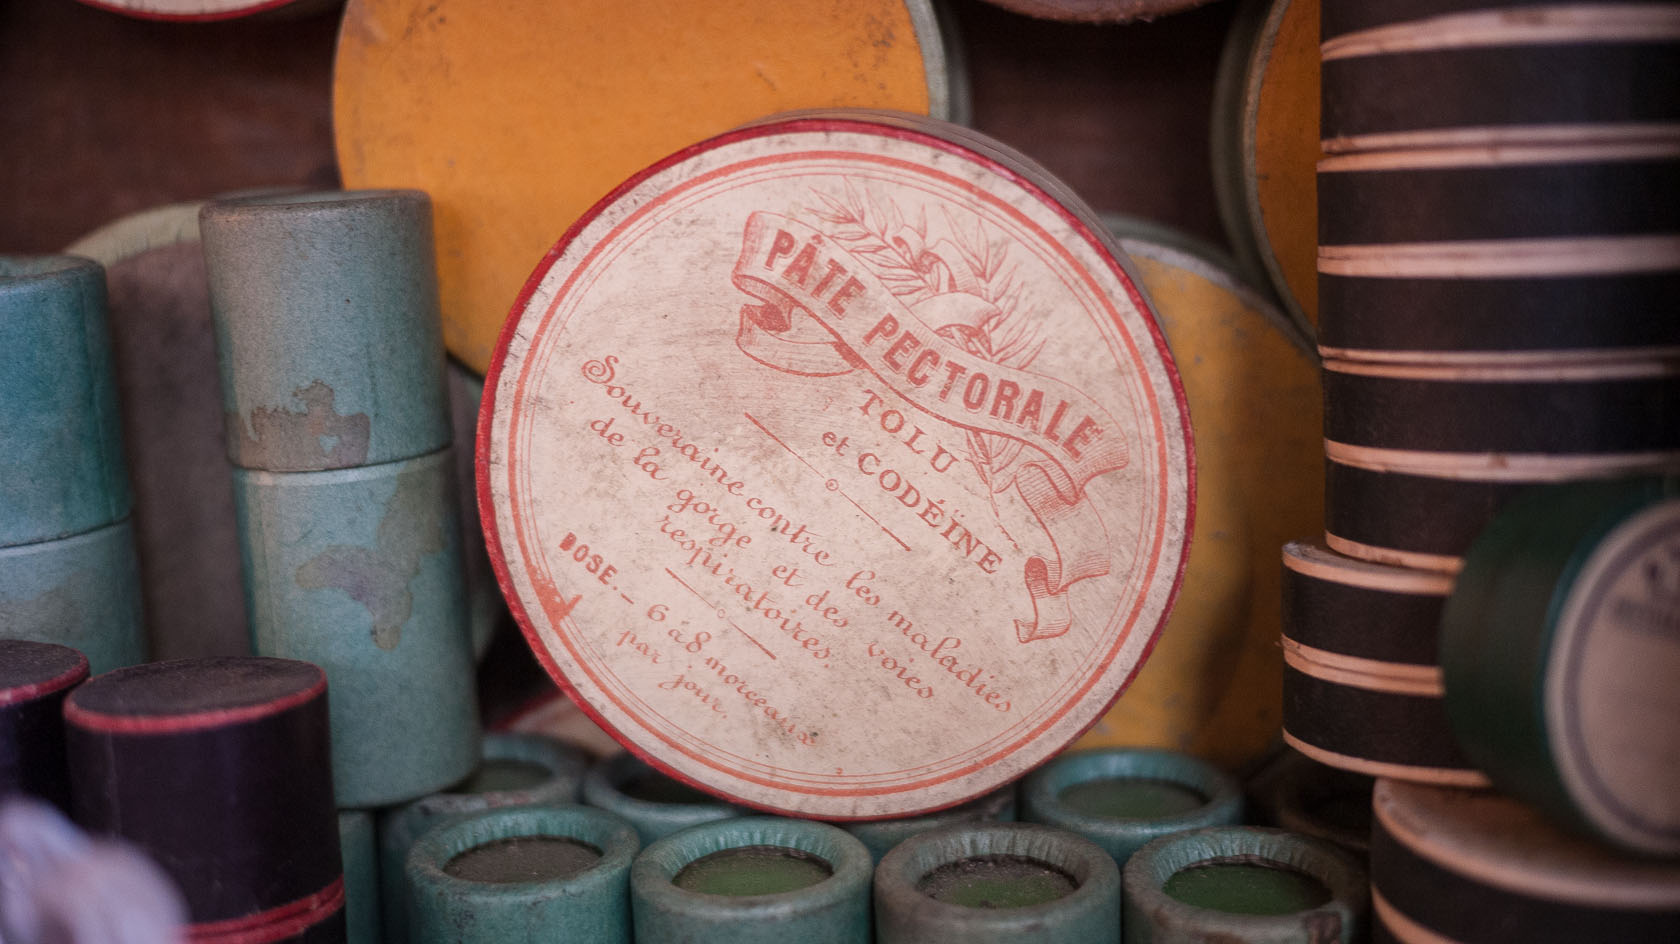 PÂTE PECTORALE
TOLU
et CODÉINE
Souveraine contre les maladies
de la gorge et des voies
respiratoires.
DOSE._ 6 à 8 morceaux
par jour.